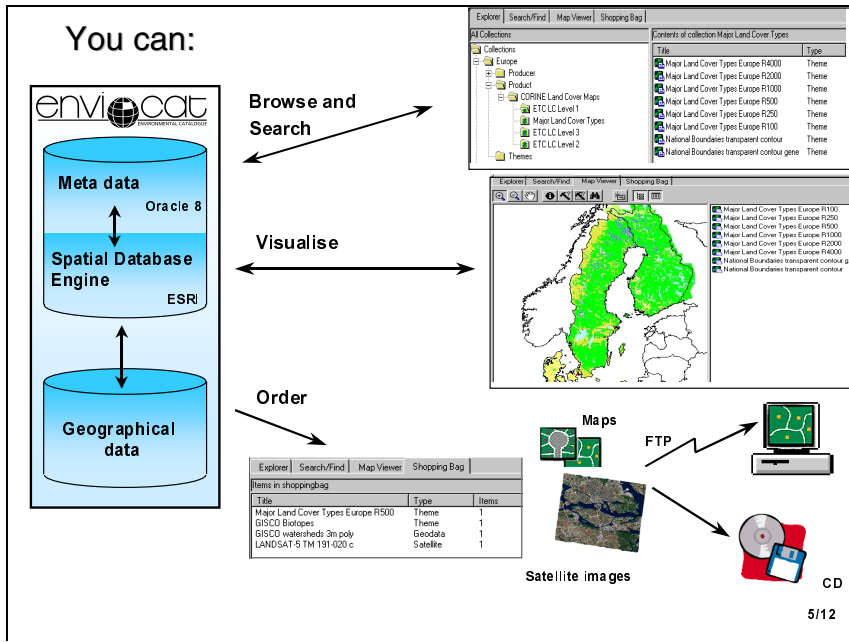 You can:
envirocat
ENVIRONMENTAL CATALOGUE
Meta data
Oracle 8
Spatial Database
Engine
ESRI
Geographical
data
Browse and
Search
Explorer Search/Find Map Viewer Shopping Bag
All Collections
Collections
Europe
Producer
Product
CORINE Land Cover Maps
ETC LC Level 1
Major Land Cover Types
ETC LC Level 3
ETC LC Level 2
Themes
Contents of collection Major Land Cover Types
Title Type
Major Land Cover Types Europe R4000 Theme
Major Land Cover Types Europe R2000 Theme
Major Land Cover Types Europe R1000 Theme
Major Land Cover Types Europe R500 Theme
Major Land Cover Types Europe R250 Theme
Major Land Cover Types Europe R100 Theme
National Boundaries transparent contour Theme
National Boundaries transparent contour gene Theme
Visualise
Explorer Search/Find Map Viewer Shopping Bag
Major Land Cover Types Europe R100
Major Land Cover Types Europe R250
Major Land Cover Types Europe R500
Major Land Cover Types Europe R1000
Major Land Cover Types Europe R2000
Major Land Cover Types Europe R4000
National Boundaries transparent contour g
National Boundaries transparent contour
Order
Explorer Search/Find Map Viewer Shopping Bag
Items in shoppingbag
Title Type Items
Major Land Cover Types Europe R500 Theme 1
GISCO Biotopes Theme 1
GISCO watersheds 3m poly Geodata 1
LANDSAT-5 TM 191-020 c Satellite 1
Maps
FTP
Satellite images
CD
5/12